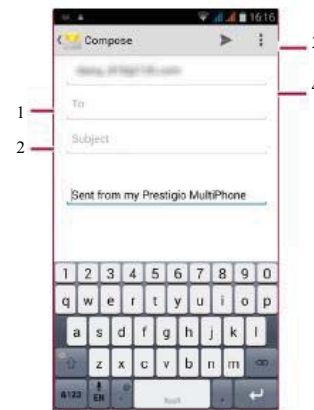 16:16
Compose
3
4
1
To
2
Subject
Sent from my Prestigio MultiPhone
1 2 3 4 5 6 7 8 9 0
q w e r t y u i o p
a s d f g h j k l
z x c v b n m
&123 EN .